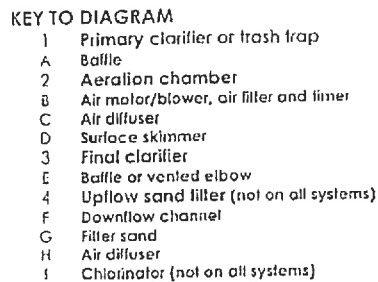 KEY TO DIAGRAM
1 Primary clarifier or trash trap
A Baffle
2 Aeration chamber
B Air motor/blower, air filter and timer
C Air diffuser
D Surface skimmer
3 Final clarifier
E Baffle or vented elbow
4 Upflow sand filter (not on all systems)
F Downflow channel
G Filter sand
H Air diffuser
I Chlorinator (not on all systems)